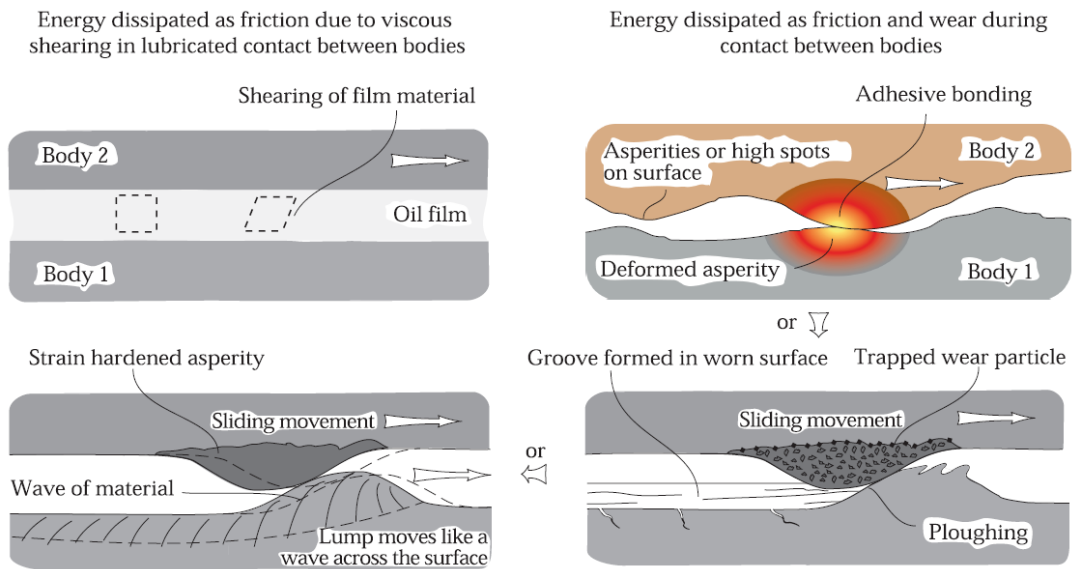 Energy dissipated as friction due to viscous
shearing in lubricated contact between bodies
Shearing of film material
Body 2
Oil film
Body 1
Energy dissipated as friction and wear during
contact between bodies
Adhesive bonding
Asperities or high spots
on surface
Body 2
Deformed asperity
Body 1
or
Strain hardened asperity
Sliding movement
Wave of material
Lump moves like a
wave across the surface
or
Groove formed in worn surface
Trapped wear particle
Sliding movement
Ploughing